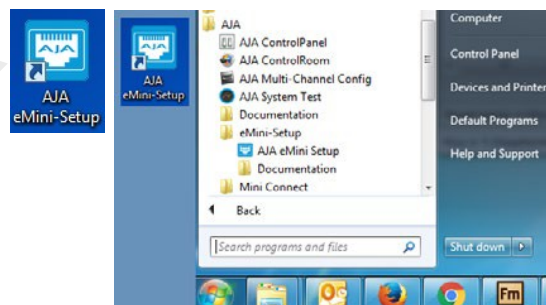 AJA
eMini-Setup
AJA
eMini-Setup
AJA
AJA ControlPanel
AJA ControlRoom
AJA Multi-Channel Config
AJA System Test
Documentation
eMini-Setup
AJA eMini Setup
Documentation
Mini Connect
Back
Search programs and files
Computer
Control Panel
Devices and Printer
Default Programs
Help and Support
Shut down
Fm